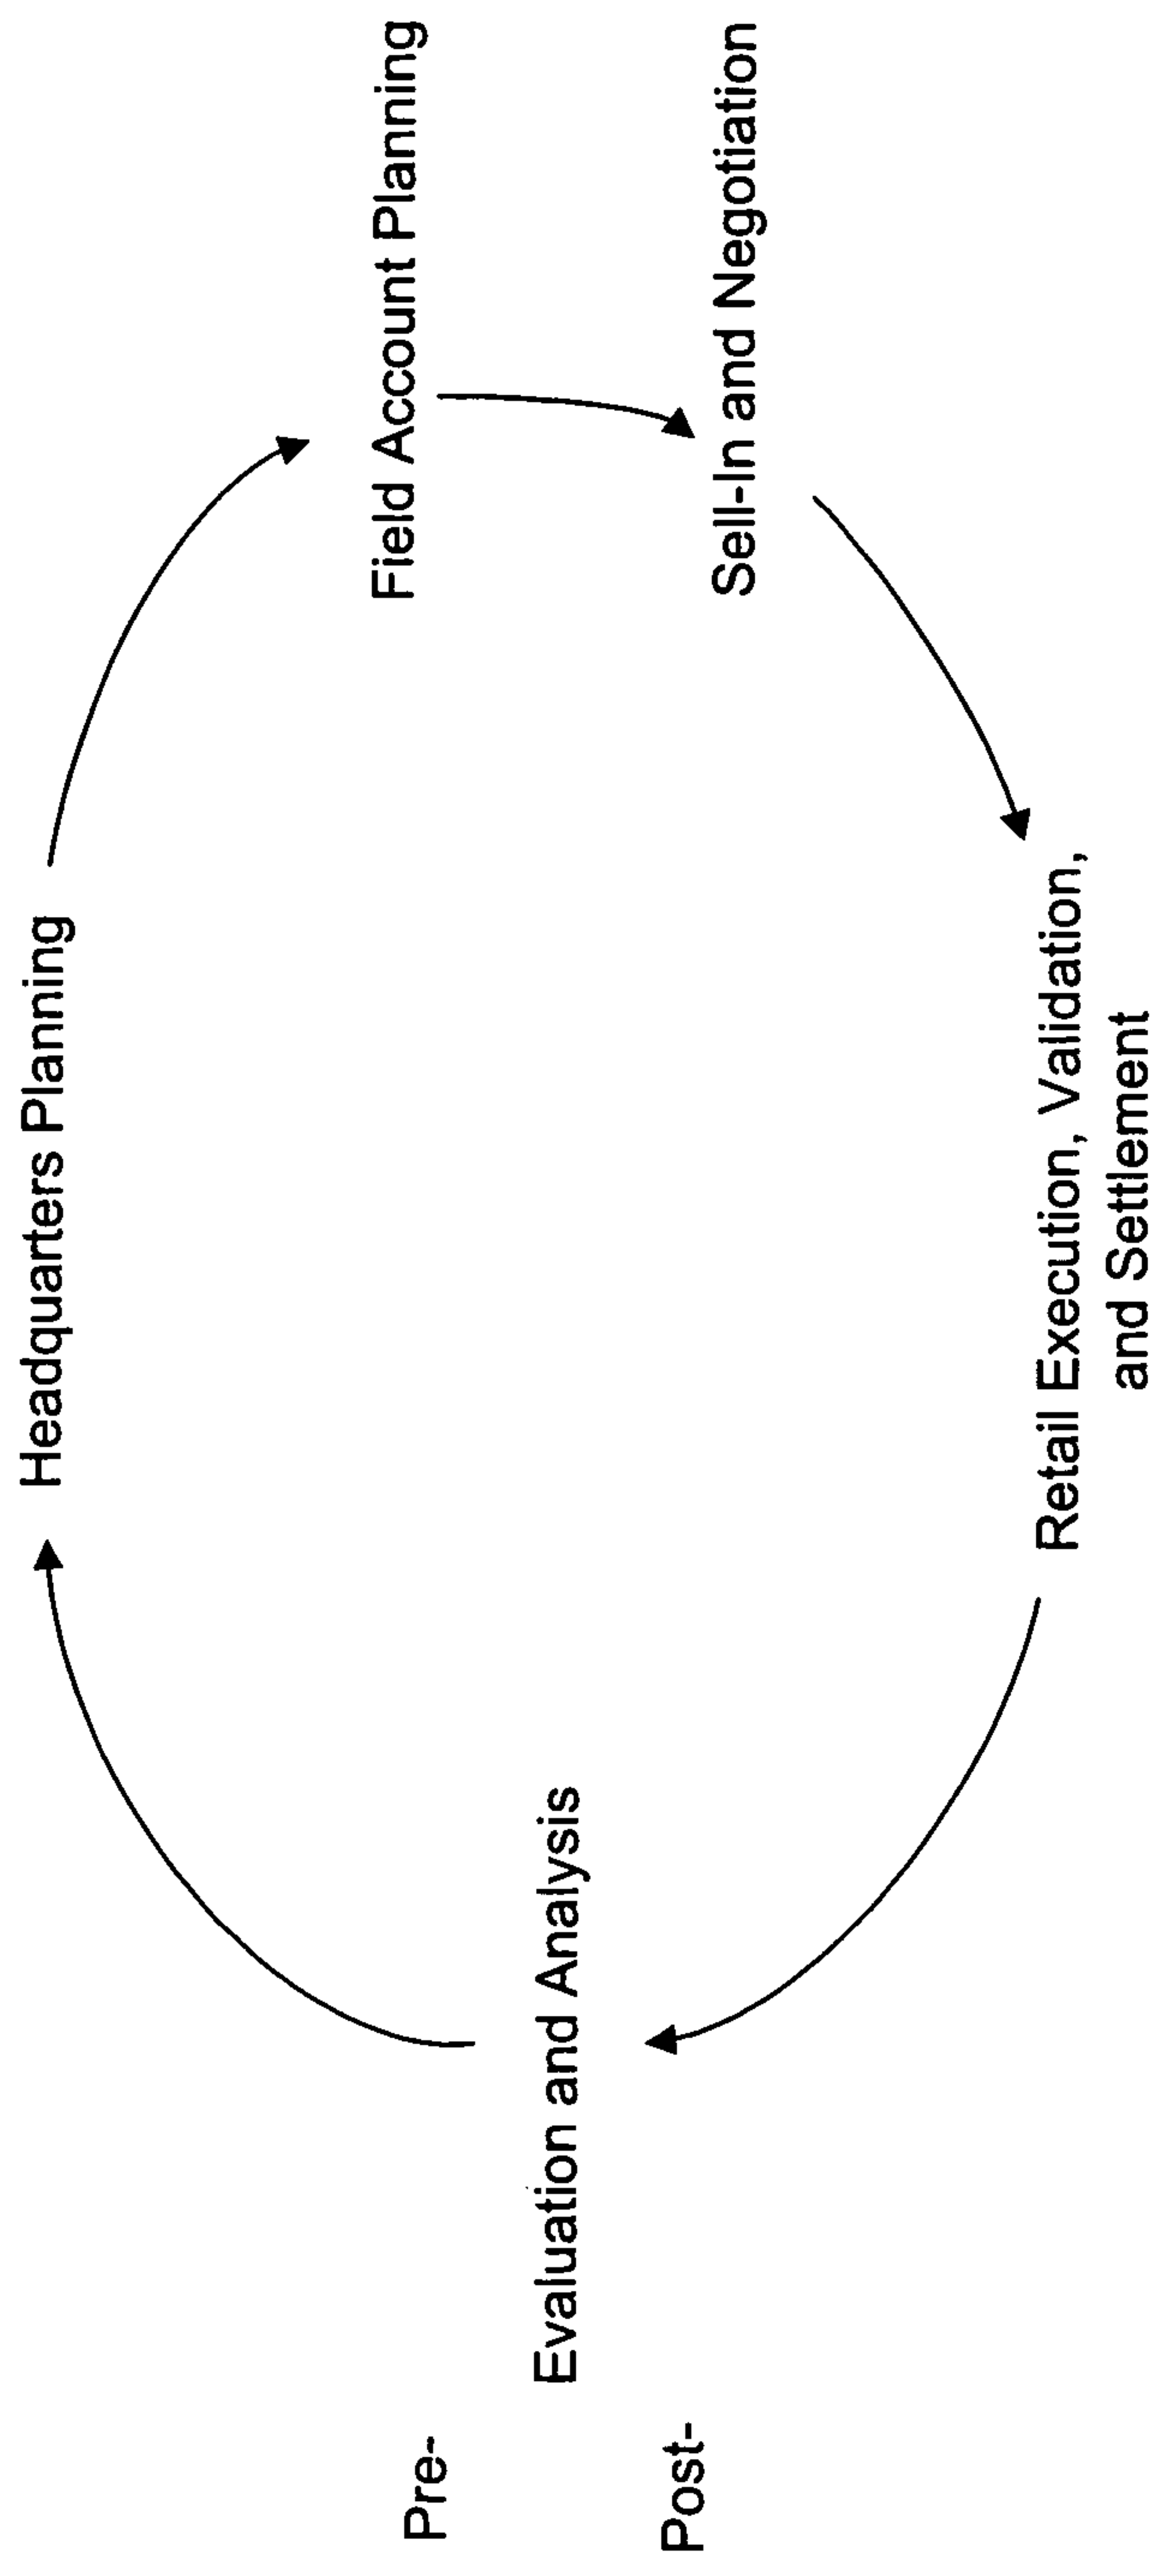 Headquarters Planning
Field Account Planning
Sell-In and Negotiation
Retail Execution, Validation,
and Settlement
Pre-
Evaluation and Analysis
Post-